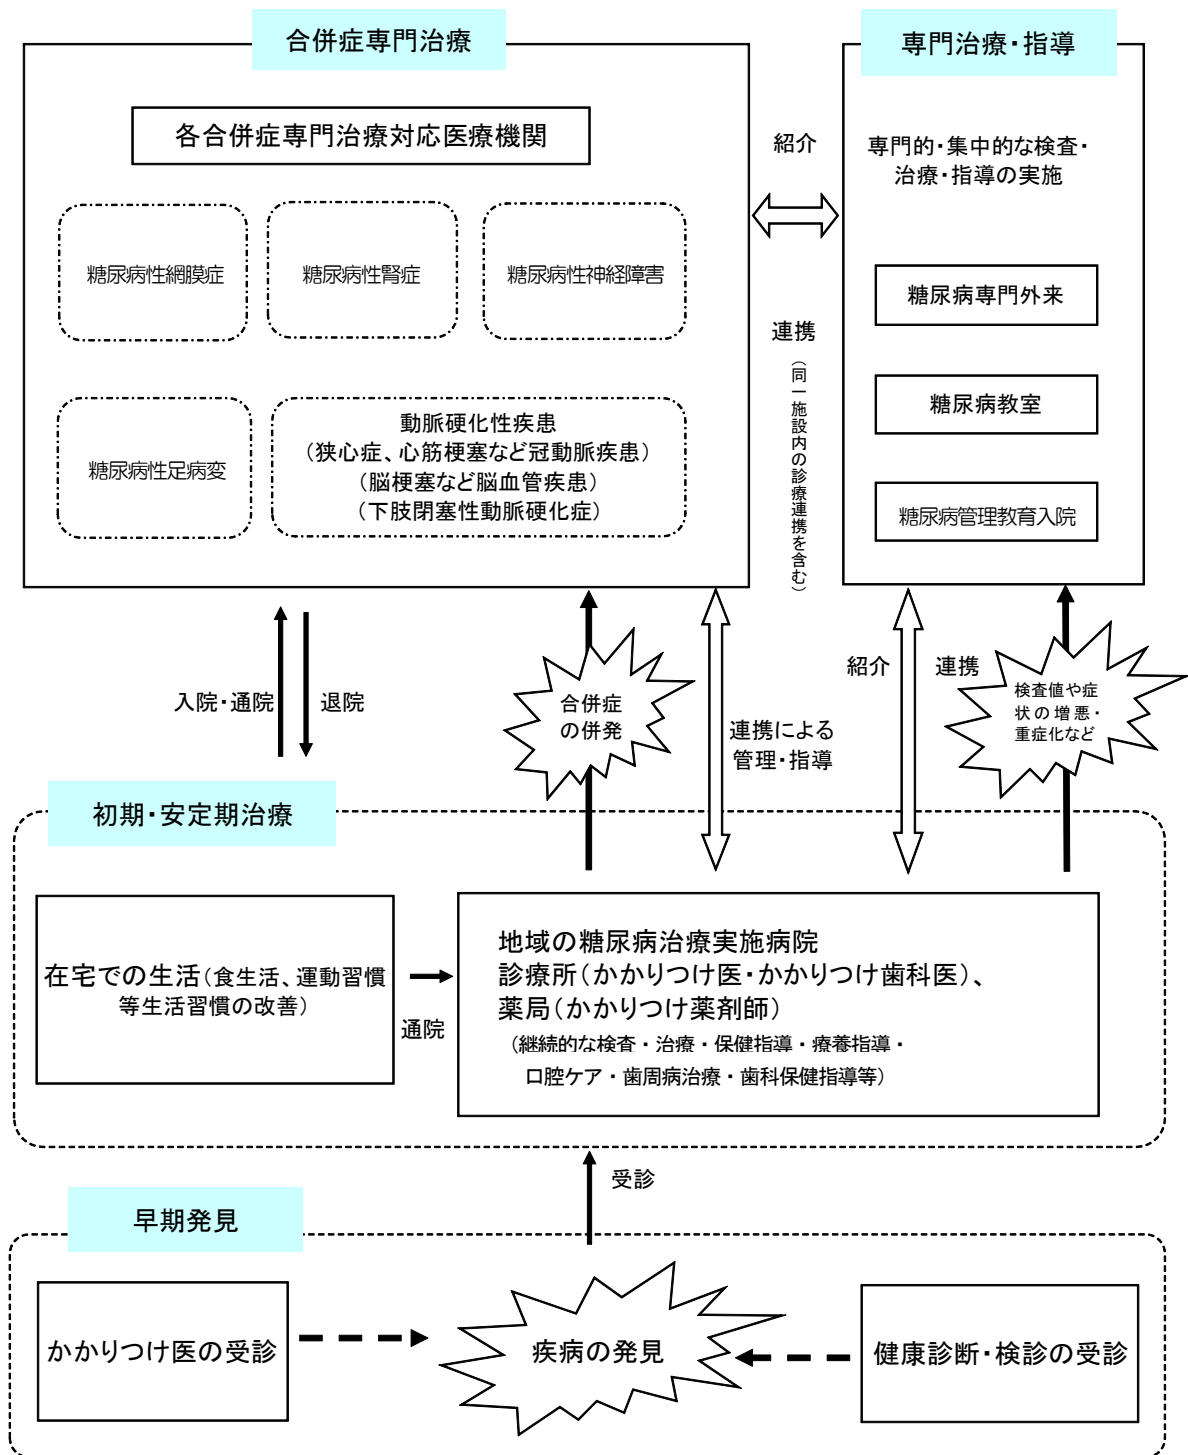 合併症専門治療
各合併症専門治療対応医療機関
糖尿病性網膜症
糖尿病性腎症
糖尿病性神経障害
糖尿病性足病変
動脈硬化性疾患
（狭心症、心筋梗塞など冠動脈疾患）
（脳梗塞など脳血管疾患）
（下肢閉塞性動脈硬化症）
紹介
連携
（同一施設内の診療連携を含む）
専門治療・指導
専門的・集中的な検査・
治療・指導の実施
糖尿病専門外来
糖尿病教室
糖尿病管理教育入院
入院・通院
退院
合併症
の併発
連携による
管理・指導
紹介
連携
検査値や症
状の増悪・
重症化など
初期・安定期治療
在宅での生活（食生活、運動習慣
等生活習慣の改善）
通院
地域の糖尿病治療実施病院
診療所（かかりつけ医・かかりつけ歯科医）、
薬局（かかりつけ薬剤師）
（継続的な検査・治療・保健指導・療養指導・
口腔ケア・歯周病治療・歯科保健指導等）
受診
早期発見
かかりつけ医の受診
疾病の発見
健康診断・検診の受診